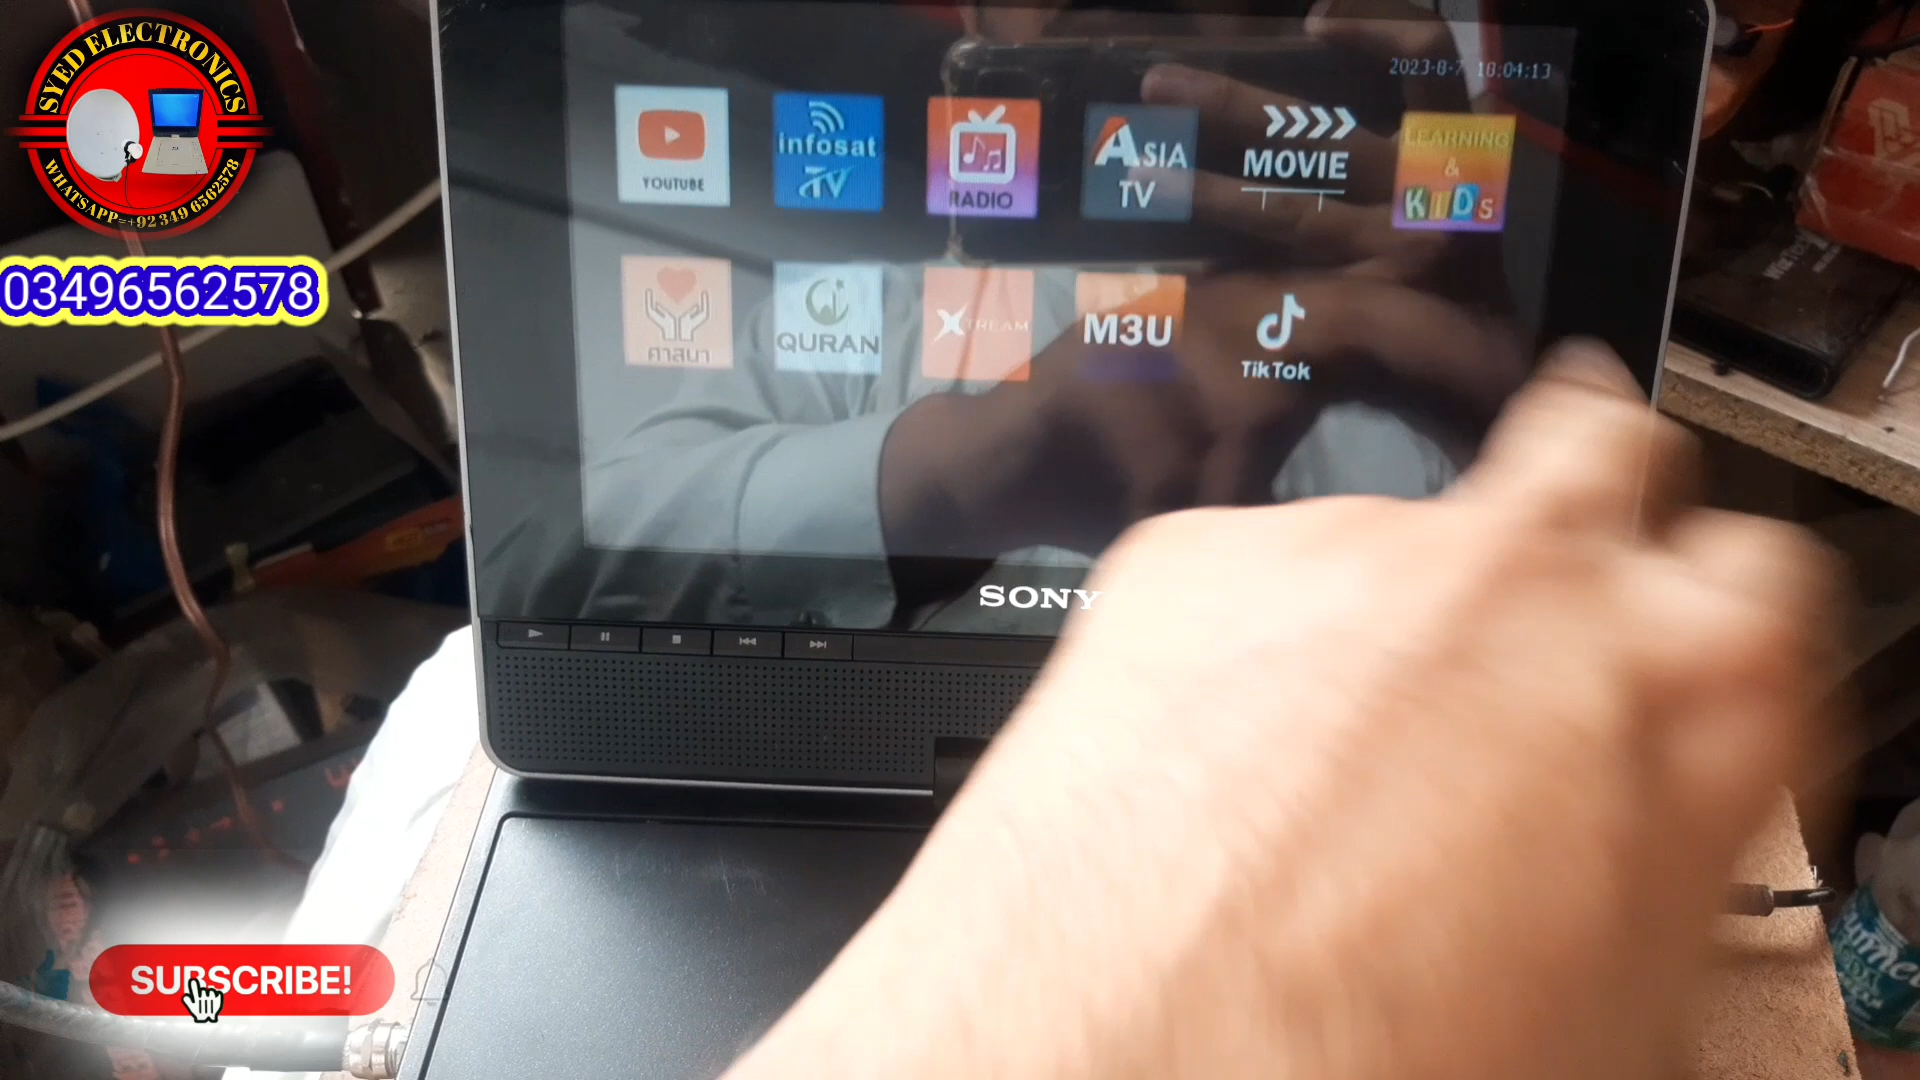 SYED ELECTRONICS
WHATSAPP=+92 349 6562578
03496562578
2023-8-7 18:04:13
YOUTUBE
infosat
TV
RADIO
ASIA
TV
MOVIE
LEARNING
&
KIDS
ศาสนา
QURAN
XTREAM
M3U
TikTok
SONY
SUBSCRIBE!